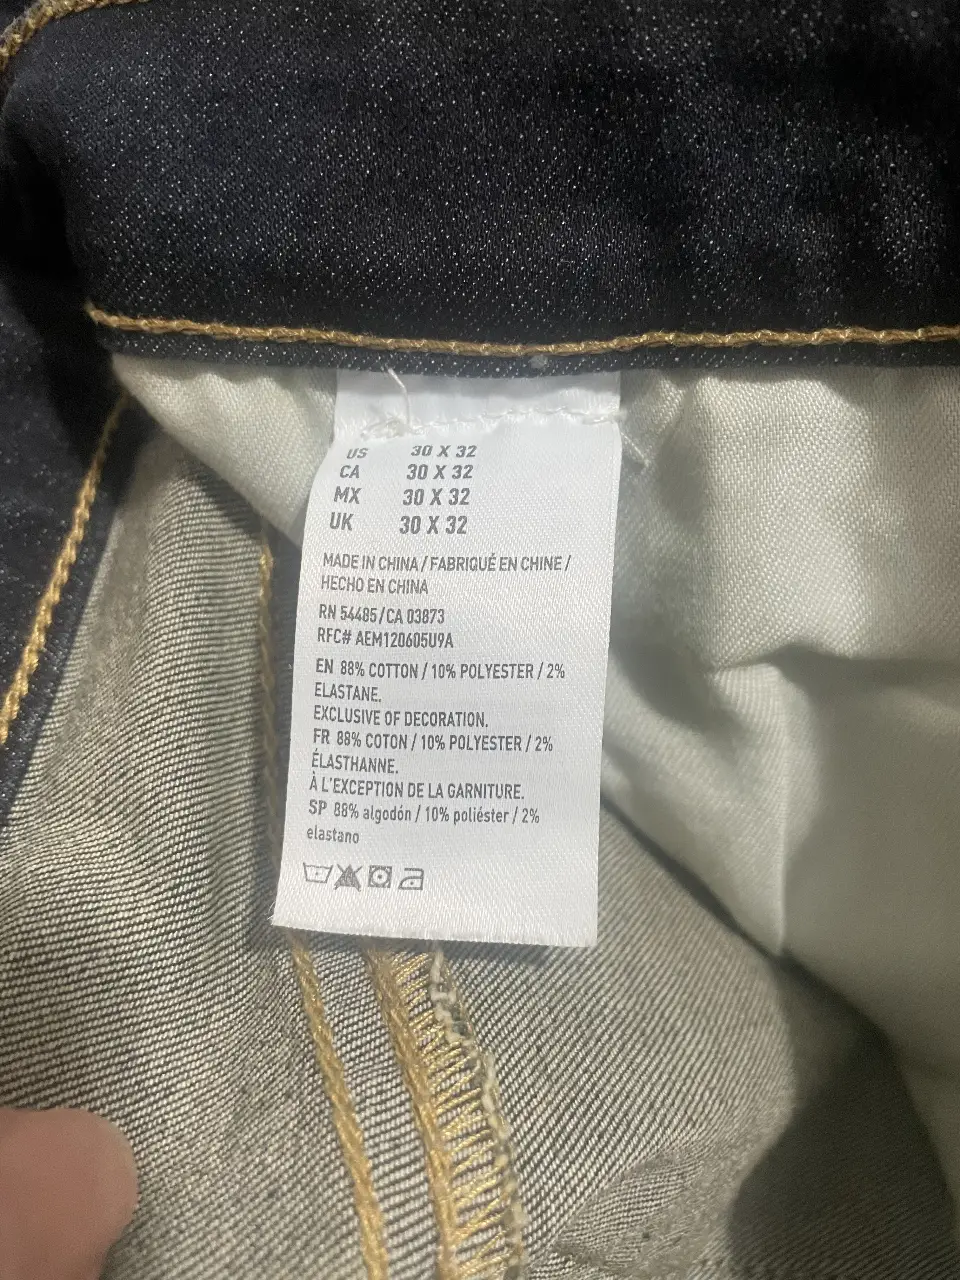 US 30 X 32
CA 30 X 32
MX 30 X 32
UK 30 X 32
MADE IN CHINA / FABRIQUÉ EN CHINE /
HECHO EN CHINA
RN 54485/CA 03873
RFC# AEM120605U9A
EN 88% COTTON / 10% POLYESTER / 2%
ELASTANE.
EXCLUSIVE OF DECORATION.
FR 88% COTON / 10% POLYESTER / 2%
ÉLASTHANNE.
À L'EXCEPTION DE LA GARNITURE.
SP 88% algodón / 10% poliéster / 2%
elastano